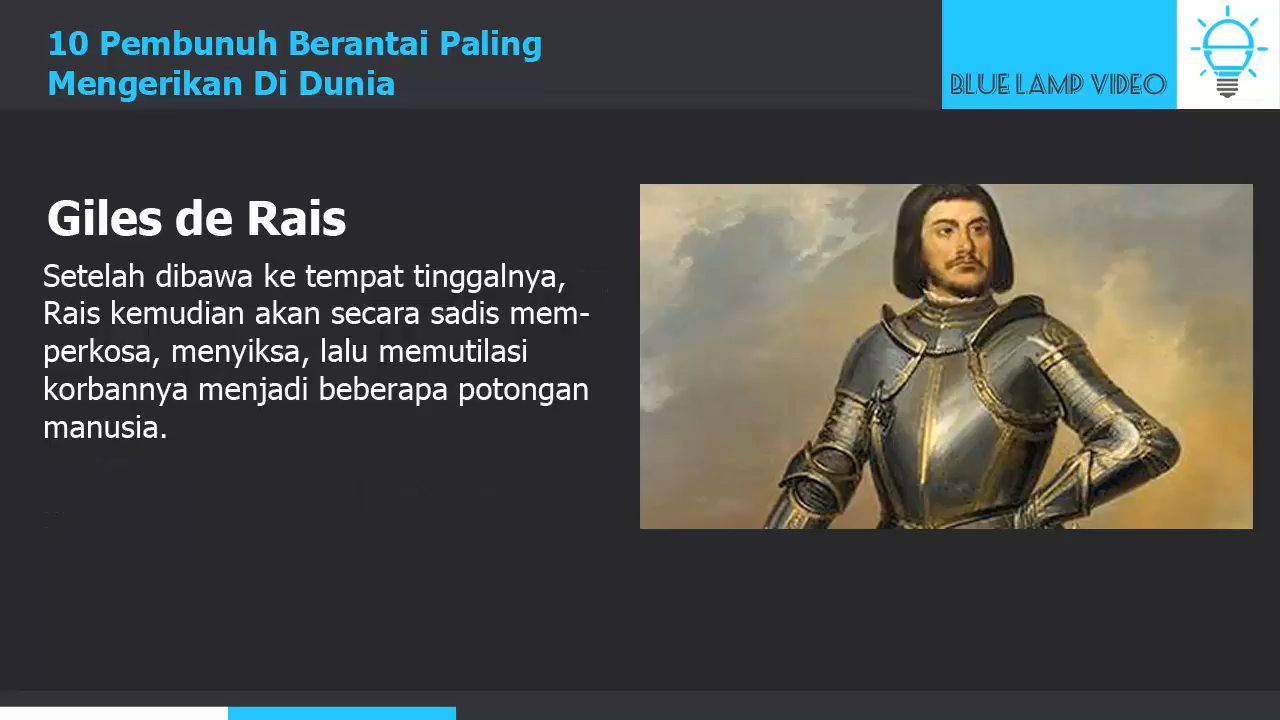 10 Pembunuh Berantai Paling
Mengerikan Di Dunia
BLUE LAMP VIDEO
Giles de Rais
Setelah dibawa ke tempat tinggalnya,
Rais kemudian akan secara sadis mem-
perkosa, menyiksa, lalu memutilasi
korbannya menjadi beberapa potongan
manusia.